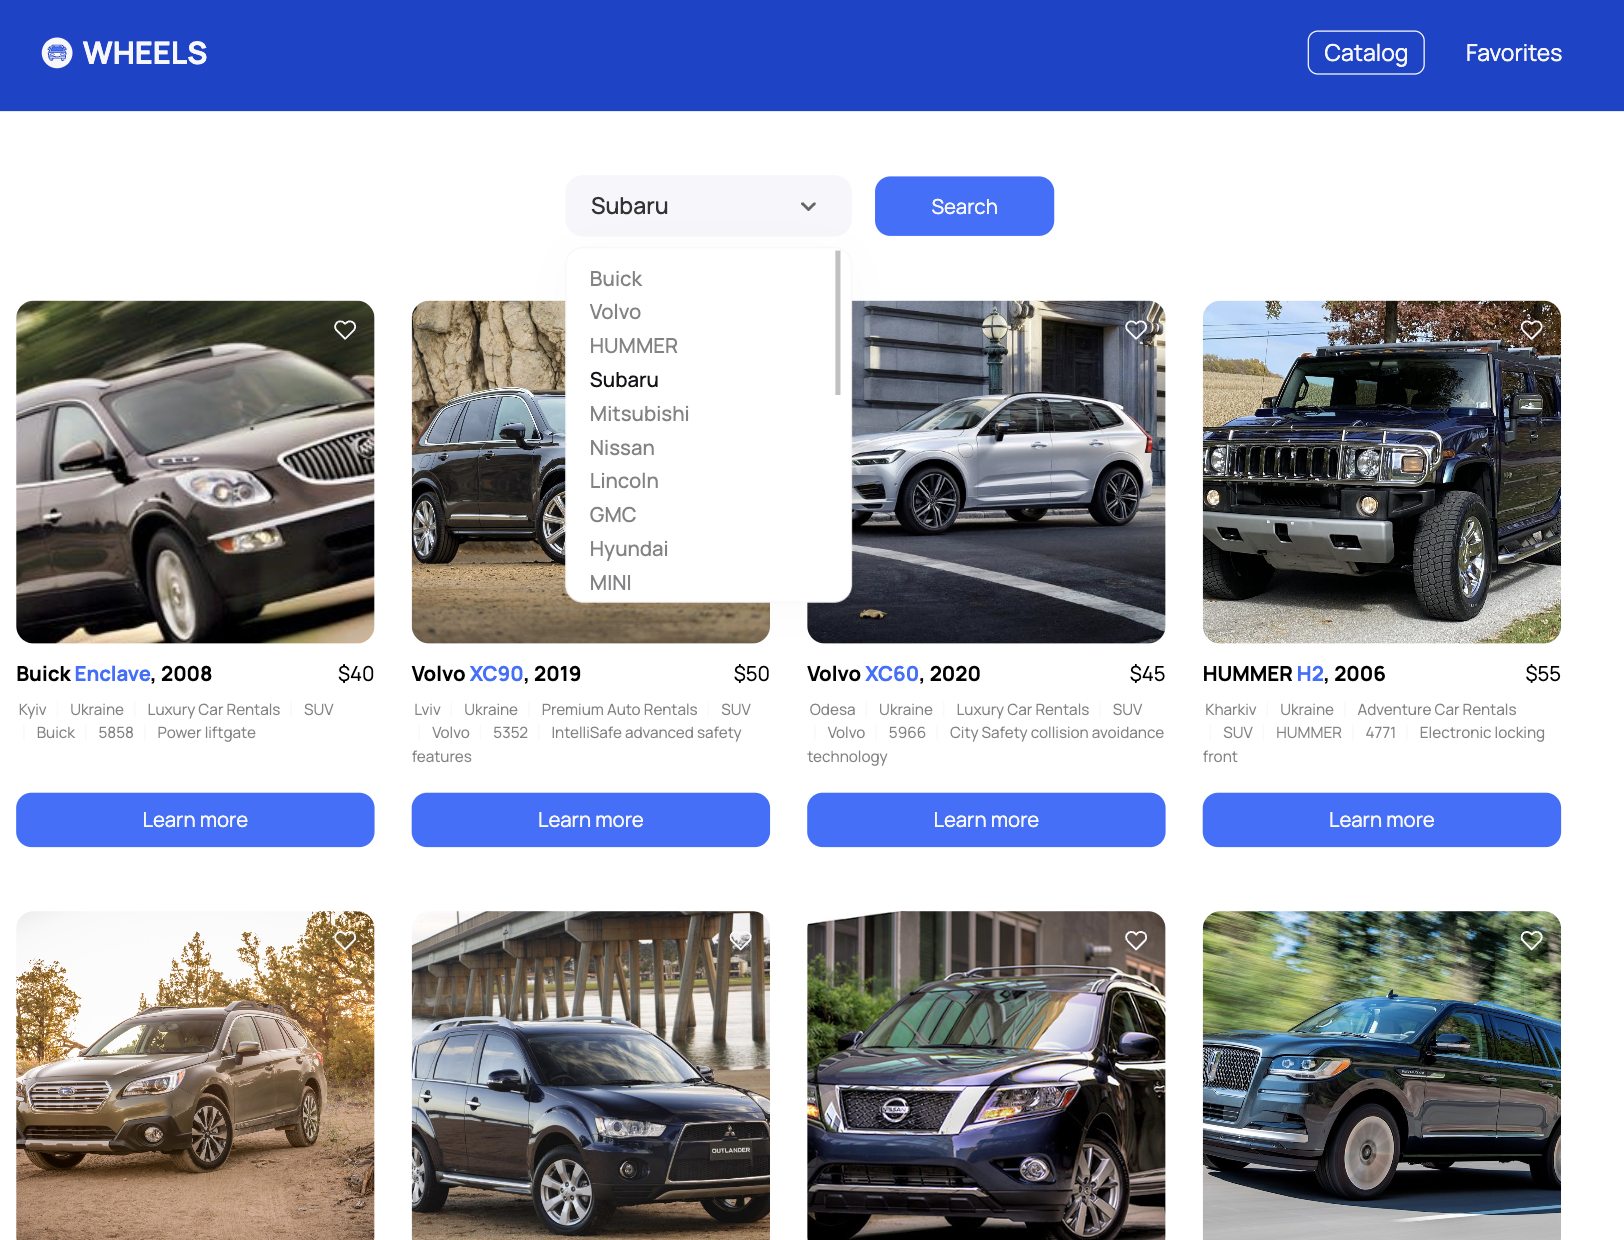 WHEELS
Catalog
Favorites
Subaru
Search
Buick
Volvo
HUMMER
Subaru
Mitsubishi
Nissan
Lincoln
GMC
Hyundai
MINI
Buick Enclave, 2008 $40
Kyiv Ukraine Luxury Car Rentals SUV
Buick 5858 Power liftgate
Learn more
Volvo XC90, 2019 $50
Lviv Ukraine Premium Auto Rentals SUV
Volvo 5352 IntelliSafe advanced safety
features
Learn more
Volvo XC60, 2020 $45
Odesa Ukraine Luxury Car Rentals SUV
Volvo 5966 City Safety collision avoidance
technology
Learn more
HUMMER H2, 2006 $55
Kharkiv Ukraine Adventure Car Rentals
SUV HUMMER 4771 Electronic locking
front
Learn more
OUTLANDER
NISSAN